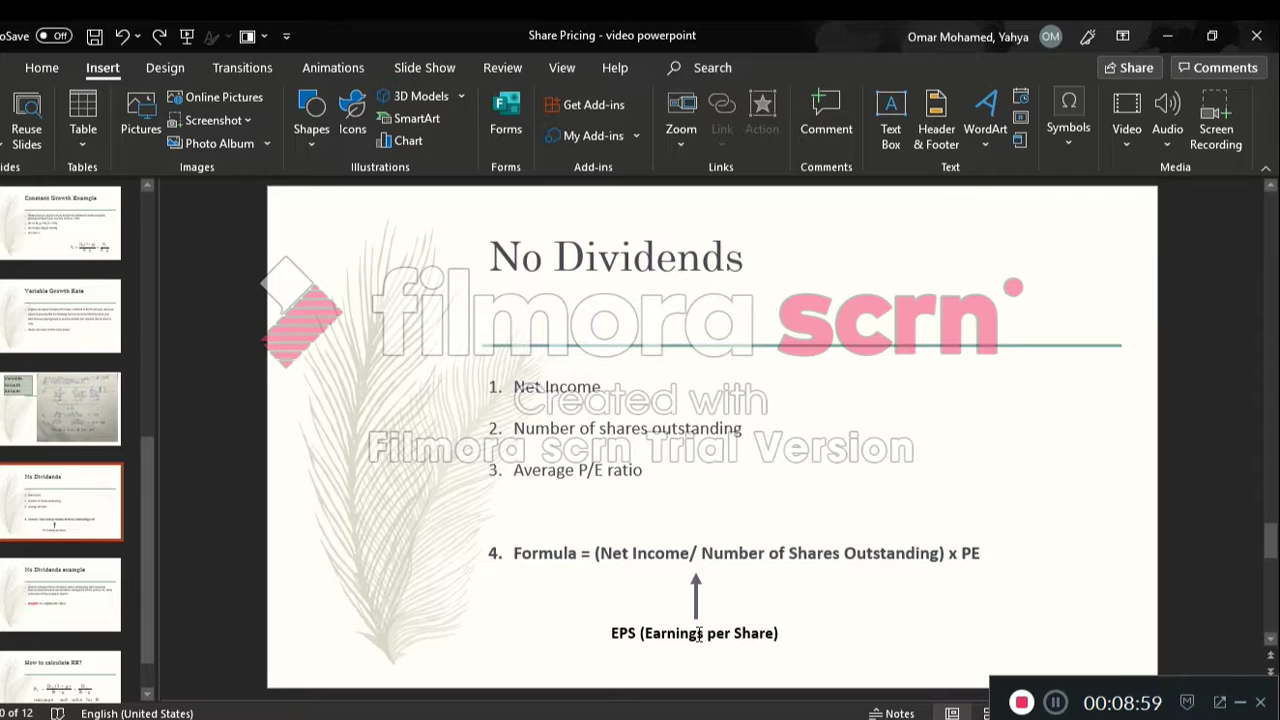 oSave Off Share Pricing - video powerpoint Omar Mohamed, Yahya OM
Home Insert Design Transitions Animations Slide Show Review View Help Search Share Comments
Reuse Slides
Table
Pictures
Online Pictures
Screenshot
Photo Album
Shapes
Icons
3D Models
SmartArt
Chart
Forms
Get Add-ins
My Add-ins
Zoom
Link
Action
Comment
Text Box
Header & Footer
WordArt
Symbols
Video
Audio
Screen Recording
lides Tables Images Illustrations Forms Add-ins Links Comments Text Media
Constant Growth Example
Variable Growth Rate
No Dividends
No Dividends example
How to calculate RR?
No Dividends
filmora scrn
1. Net Income
Created with
2. Number of shares outstanding
Filmora scrn Trial Version
3. Average P/E ratio
4. Formula = (Net Income/ Number of Shares Outstanding) x PE
EPS (Earnings per Share)
00:08:59
0 of 12 English (United States) Notes